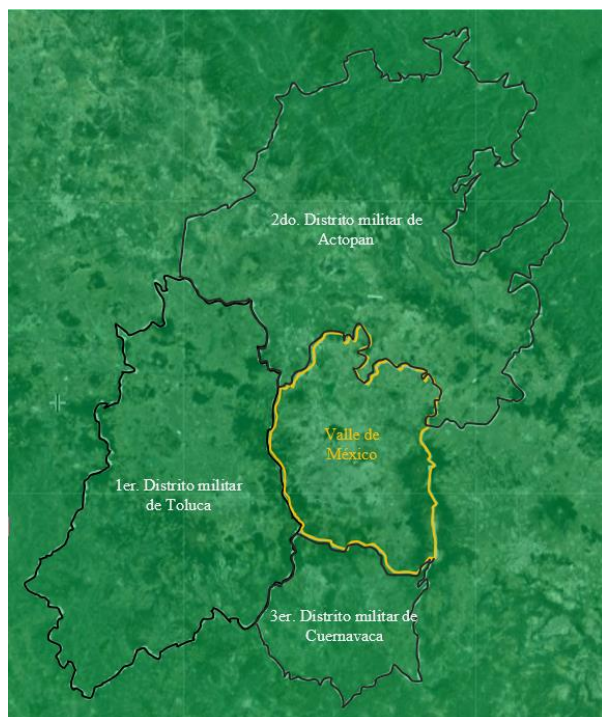 2do. Distrito militar de
Actopan
Valle de
México
1er. Distrito militar
de Toluca
3er. Distrito militar de
Cuernavaca